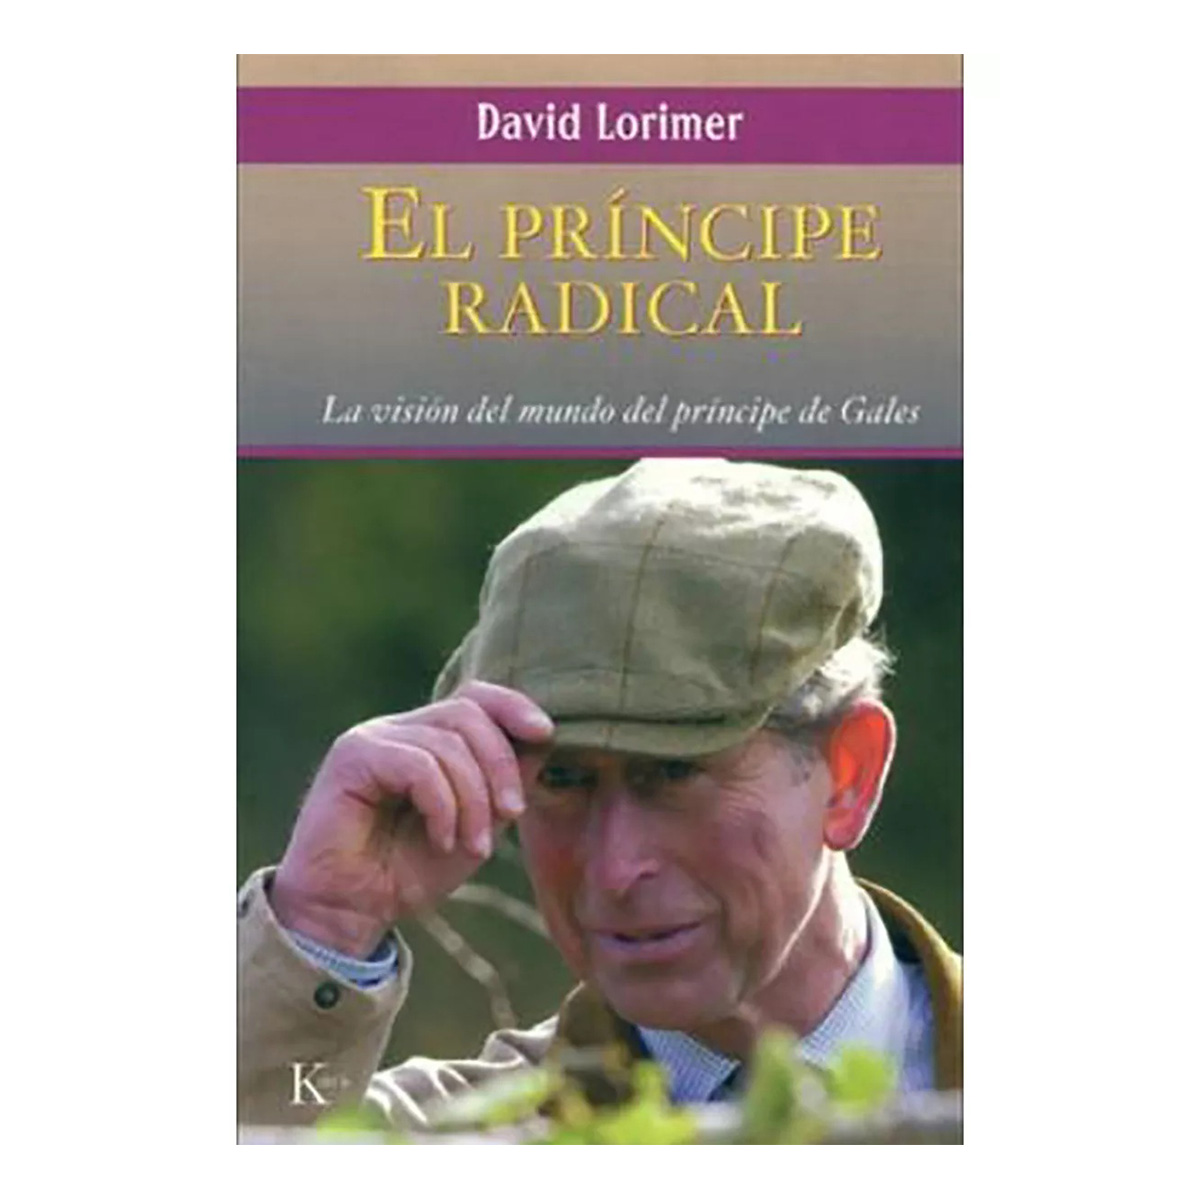 David Lorimer
EL PRÍNCIPE
RADICAL
La visión del mundo del príncipe de Gales
K